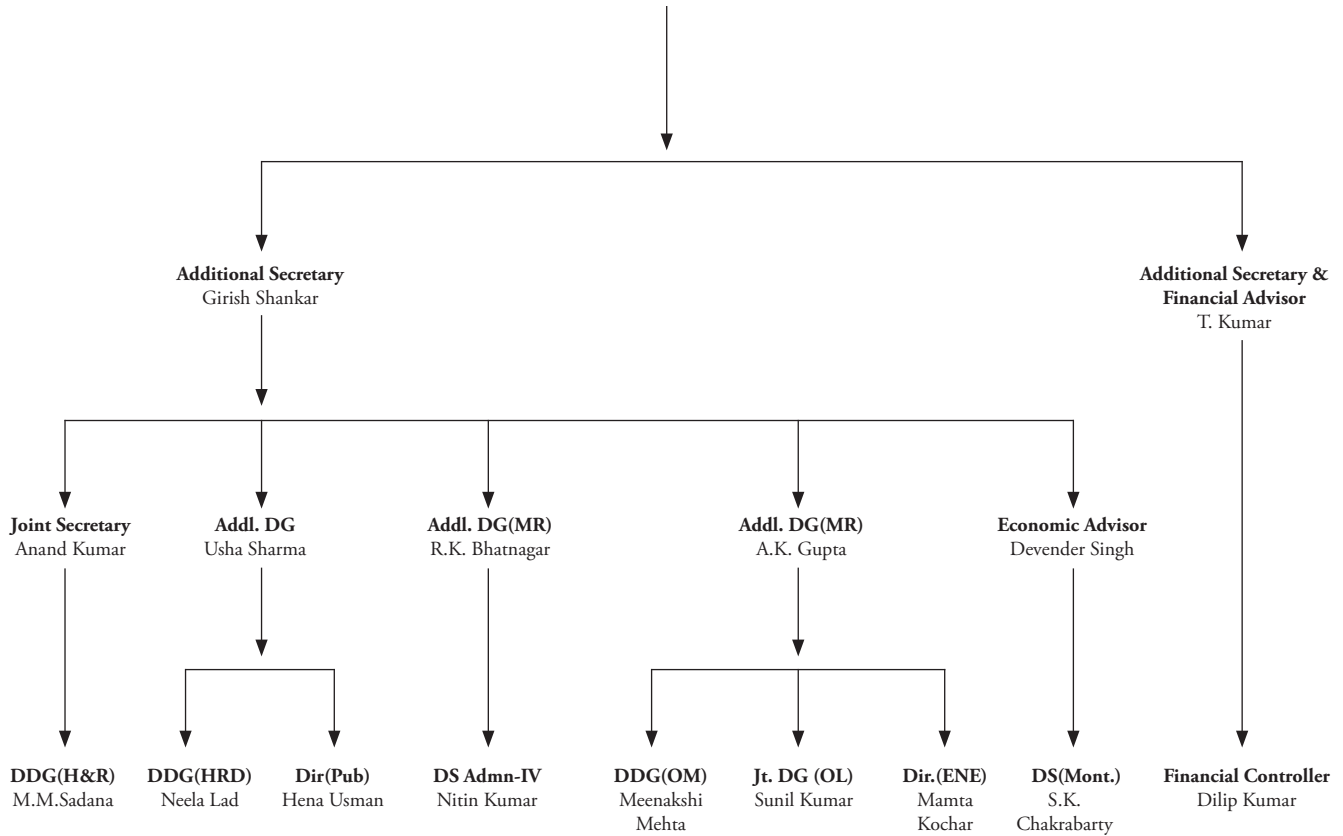 Additional Secretary
Girish Shankar
Additional Secretary &
Financial Advisor
T. Kumar
Joint Secretary
Anand Kumar
Addl. DG
Usha Sharma
Addl. DG(MR)
R.K. Bhatnagar
Addl. DG(MR)
A.K. Gupta
Economic Advisor
Devender Singh
DDG(H&R)
M.M.Sadana
DDG(HRD)
Neela Lad
Dir(Pub)
Hena Usman
DS Admn-IV
Nitin Kumar
DDG(OM)
Meenakshi
Mehta
Jt. DG (OL)
Sunil Kumar
Dir.(ENE)
Mamta
Kochar
DS(Mont.)
S.K.
Chakrabarty
Financial Controller
Dilip Kumar